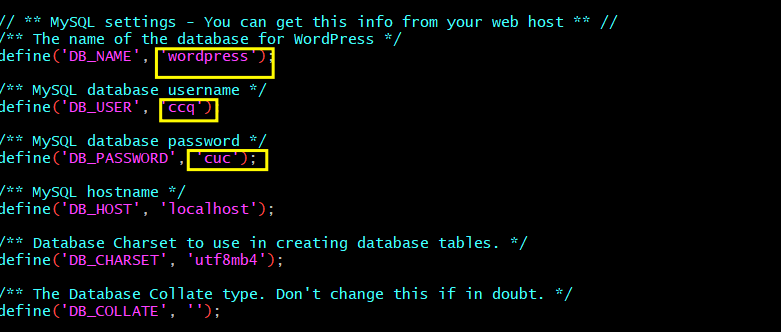 // ** MySQL settings - You can get this info from your web host ** //
/** The name of the database for WordPress */
define('DB_NAME', 'wordpress');
/** MySQL database username */
define('DB_USER', 'ccq');
/** MySQL database password */
define('DB_PASSWORD', 'cuc');
/** MySQL hostname */
define('DB_HOST', 'localhost');
/** Database Charset to use in creating database tables. */
define('DB_CHARSET', 'utf8mb4');
/** The Database Collate type. Don't change this if in doubt. */
define('DB_COLLATE', '');